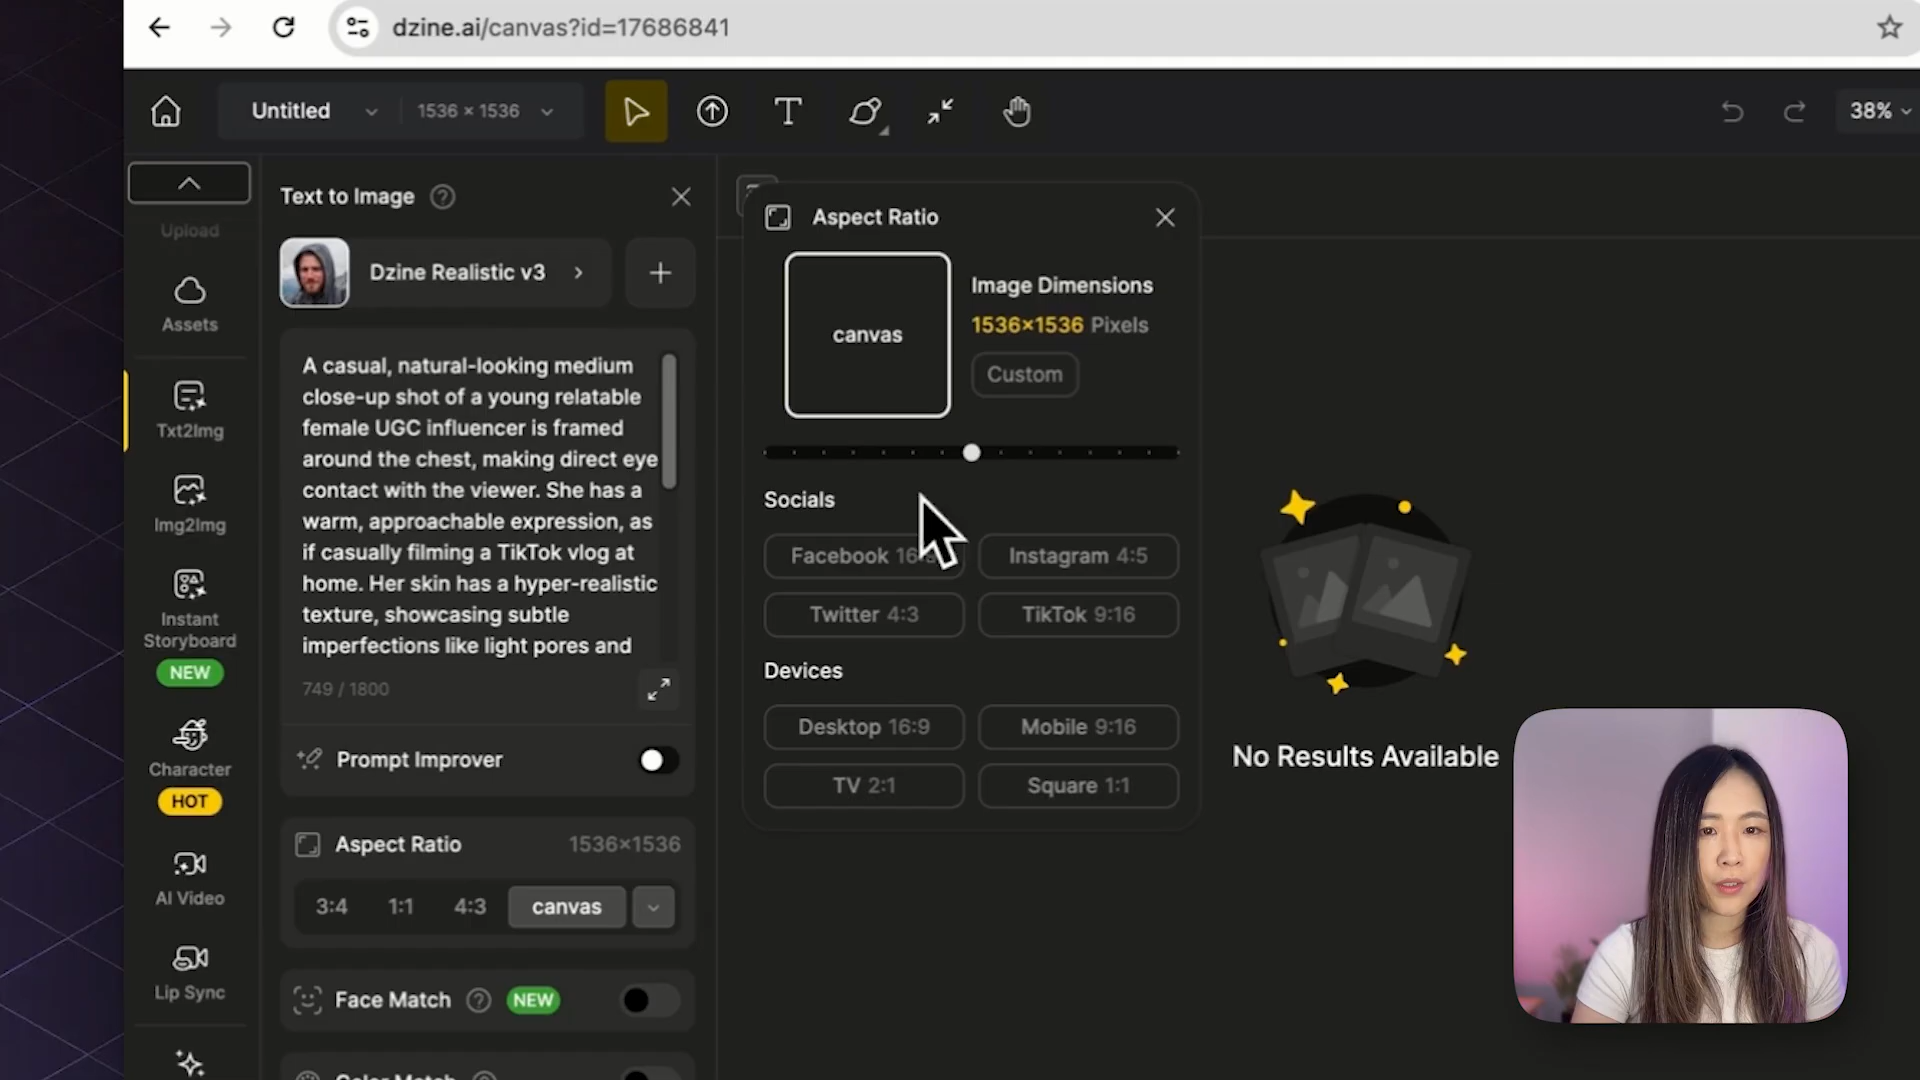 dzine.ai/canvas?id=17686841
Untitled
1536 × 1536
38%
Upload
Assets
Txt2Img
Img2Img
Instant
Storyboard
NEW
Character
HOT
AI Video
Lip Sync
Text to Image
Dzine Realistic v3
A casual, natural-looking medium
close-up shot of a young relatable
female UGC influencer is framed
around the chest, making direct eye
contact with the viewer. She has a
warm, approachable expression, as
if casually filming a TikTok vlog at
home. Her skin has a hyper-realistic
texture, showcasing subtle
imperfections like light pores and
749 / 1800
Prompt Improver
Aspect Ratio 1536×1536
3:4 1:1 4:3 canvas
Face Match NEW
Color Match
Aspect Ratio
canvas
Image Dimensions
1536×1536 Pixels
Custom
Socials
Facebook Instagram 4:5
Twitter 4:3 TikTok 9:16
Devices
Desktop 16:9 Mobile 9:16
TV 2:1 Square 1:1
No Results Available